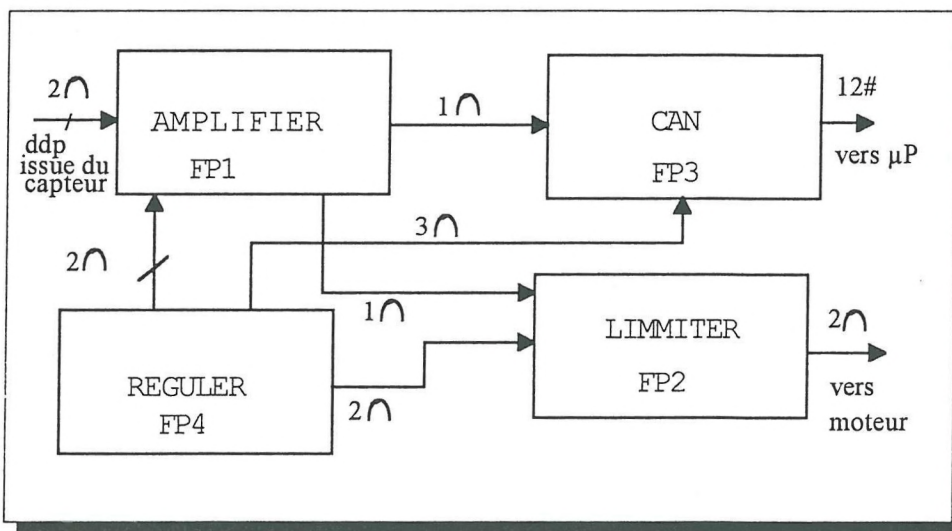 2∩
ddp
issue du
capteur
AMPLIFIER
FP1
1∩
CAN
FP3
12#
vers µP
2∩
3∩
1∩
REGULER
FP4
2∩
LIMMITER
FP2
2∩
vers
moteur